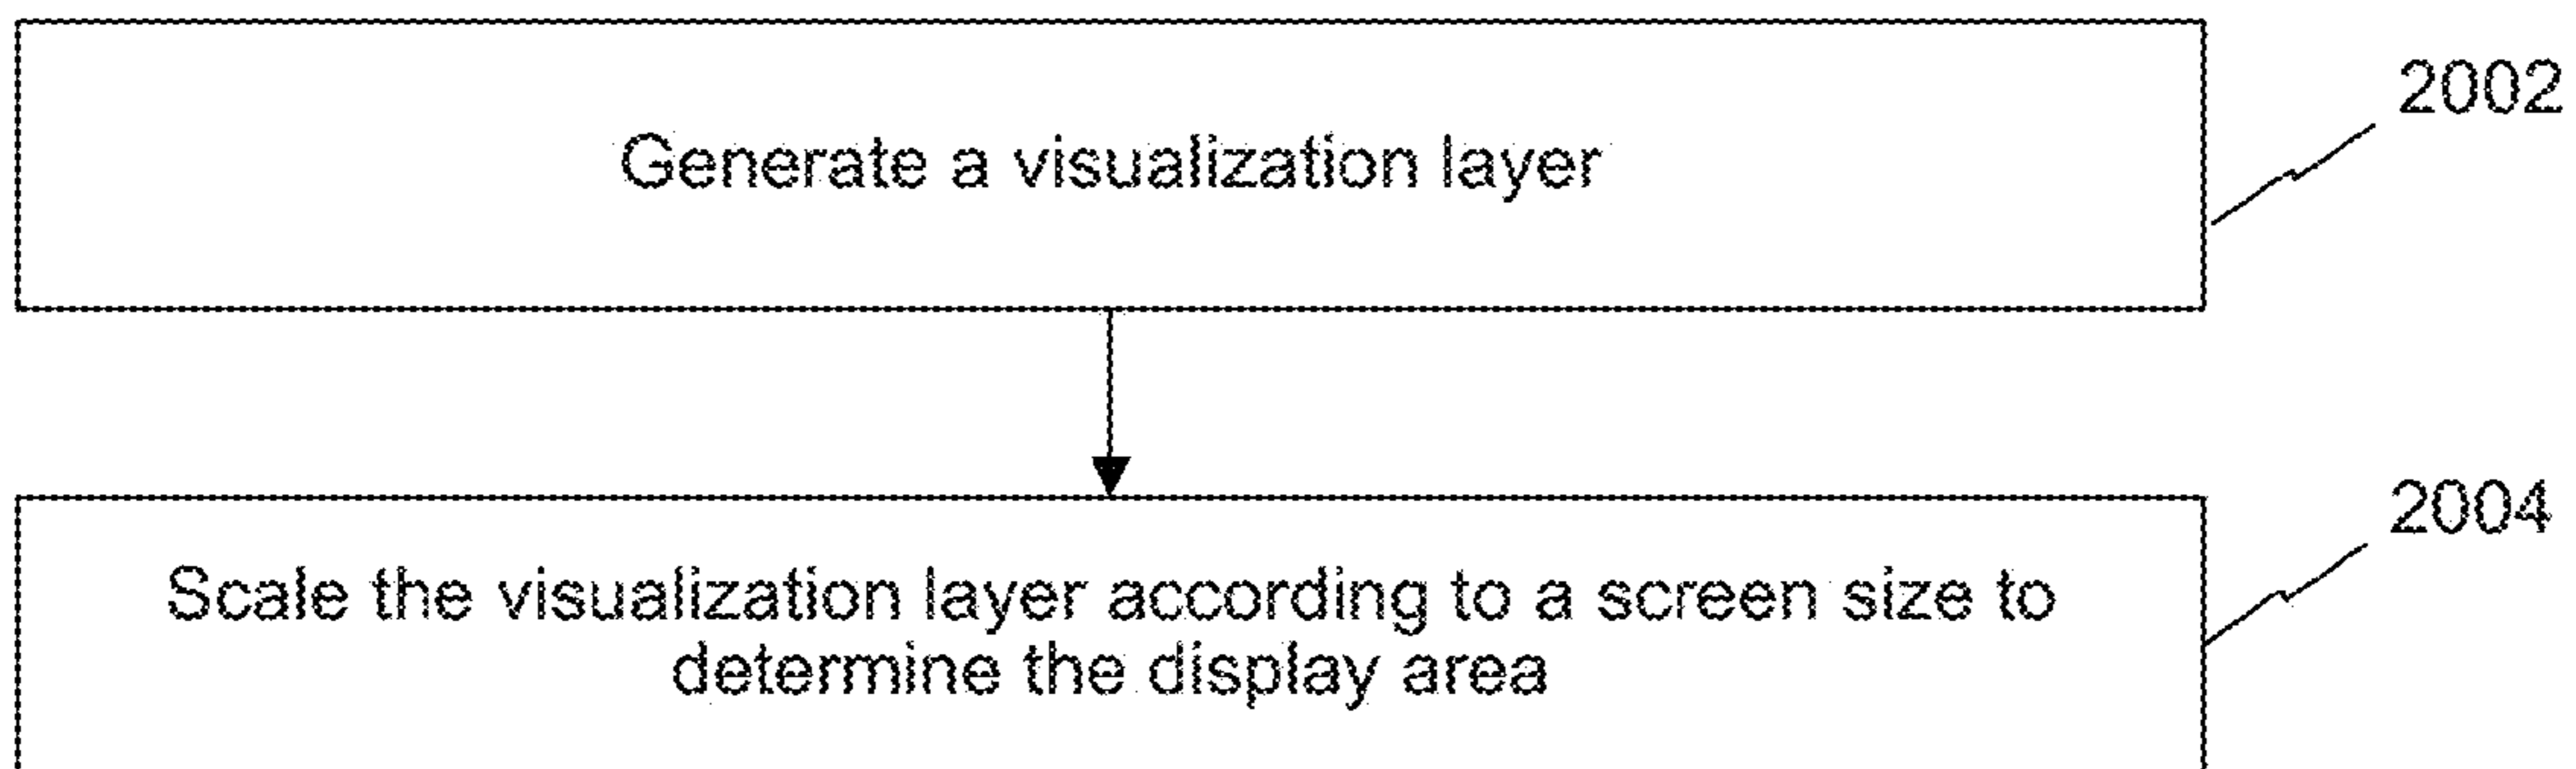 2002
Generate a visualization layer
2004
Scale the visualization layer according to a screen size to
determine the display area